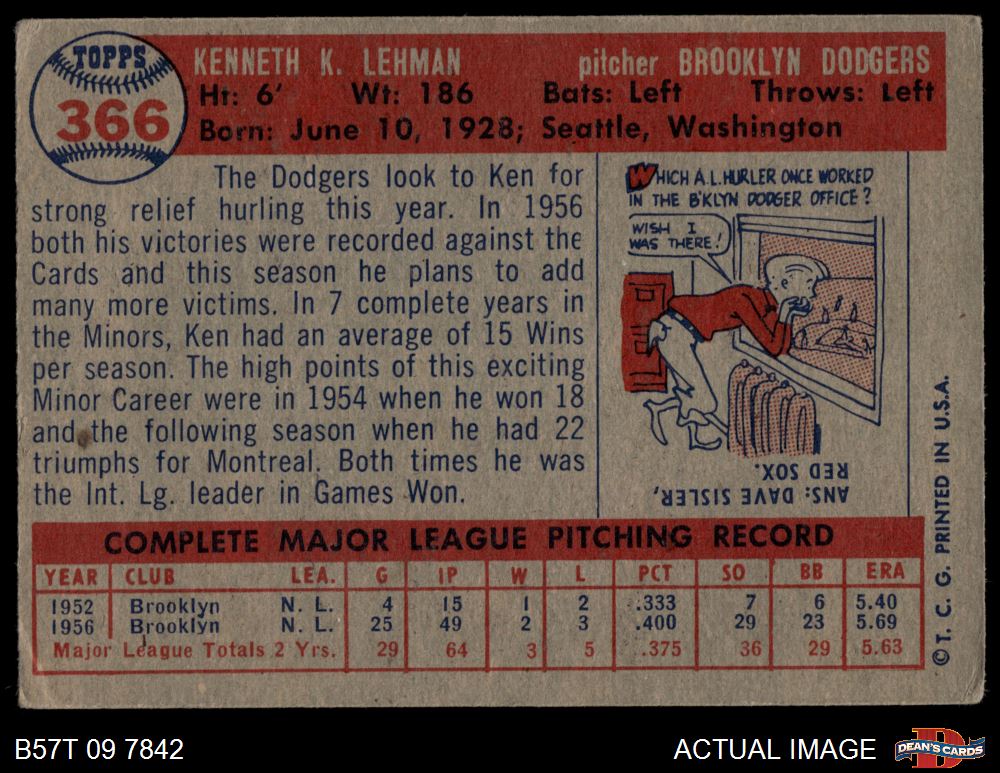 TOPPS
366
KENNETH K. LEHMAN pitcher BROOKLYN DODGERS
Ht: 6' Wt: 186 Bats: Left Throws: Left
Born: June 10, 1928; Seattle, Washington
The Dodgers look to Ken for
strong relief hurling this year. In 1956
both his victories were recorded against the
Cards and this season he plans to add
many more victims. In 7 complete years in
the Minors, Ken had an average of 15 Wins
per season. The high points of this exciting
Minor Career were in 1954 when he won 18
and the following season when he had 22
triumphs for Montreal. Both times he was
the Int. Lg. leader in Games Won.
WHICH A.L. HURLER ONCE WORKED
IN THE B'KLYN DODGER OFFICE?
WISH I
WAS THERE!
ANS: DAVE SISLER,
RED SOX.
COMPLETE MAJOR LEAGUE PITCHING RECORD
YEAR CLUB LEA. G IP W L PCT SO BB ERA
1952 Brooklyn N. L. 4 15 1 2 .333 7 6 5.40
1956 Brooklyn N. L. 25 49 2 3 .400 29 23 5.69
Major League Totals 2 Yrs. 29 64 3 5 .375 36 29 5.63
© T. C. G. PRINTED IN U.S.A.
B57T 09 7842
ACTUAL IMAGE
D
DEAN'S CARDS